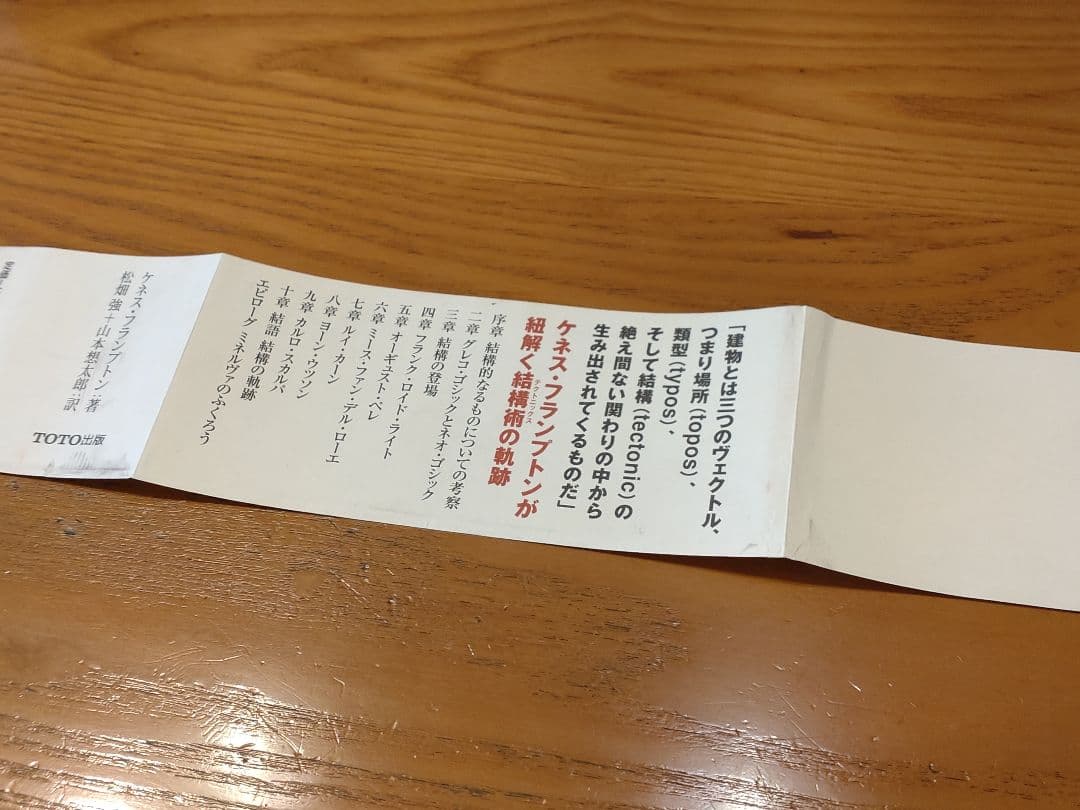 「建物とは三つのヴェクトル、
つまり場所(topos)、
類型(typos)、
そして結構(tectonic)の
絶え間ない関わりの中から
生み出されてくるものだ」
ケネス・フランプトンが
テクトニックス
紐解く結構術の軌跡
序章 結構的なるものについての考察
二章 グレコ・ゴシックとネオ・ゴシック
三章 結構の登場
四章 フランク・ロイド・ライト
五章 オーギュスト・ペレ
六章 ミース・ファン・デル・ローエ
七章 ルイ・カーン
八章 ヨーン・ウツソン
九章 カルロ・スカルパ
十章 結語 結構の軌跡
エピローグ ミネルヴァのふくろう
ケネス・フランプトン::著
松畑 強+山本想太郎::訳
TOTO出版